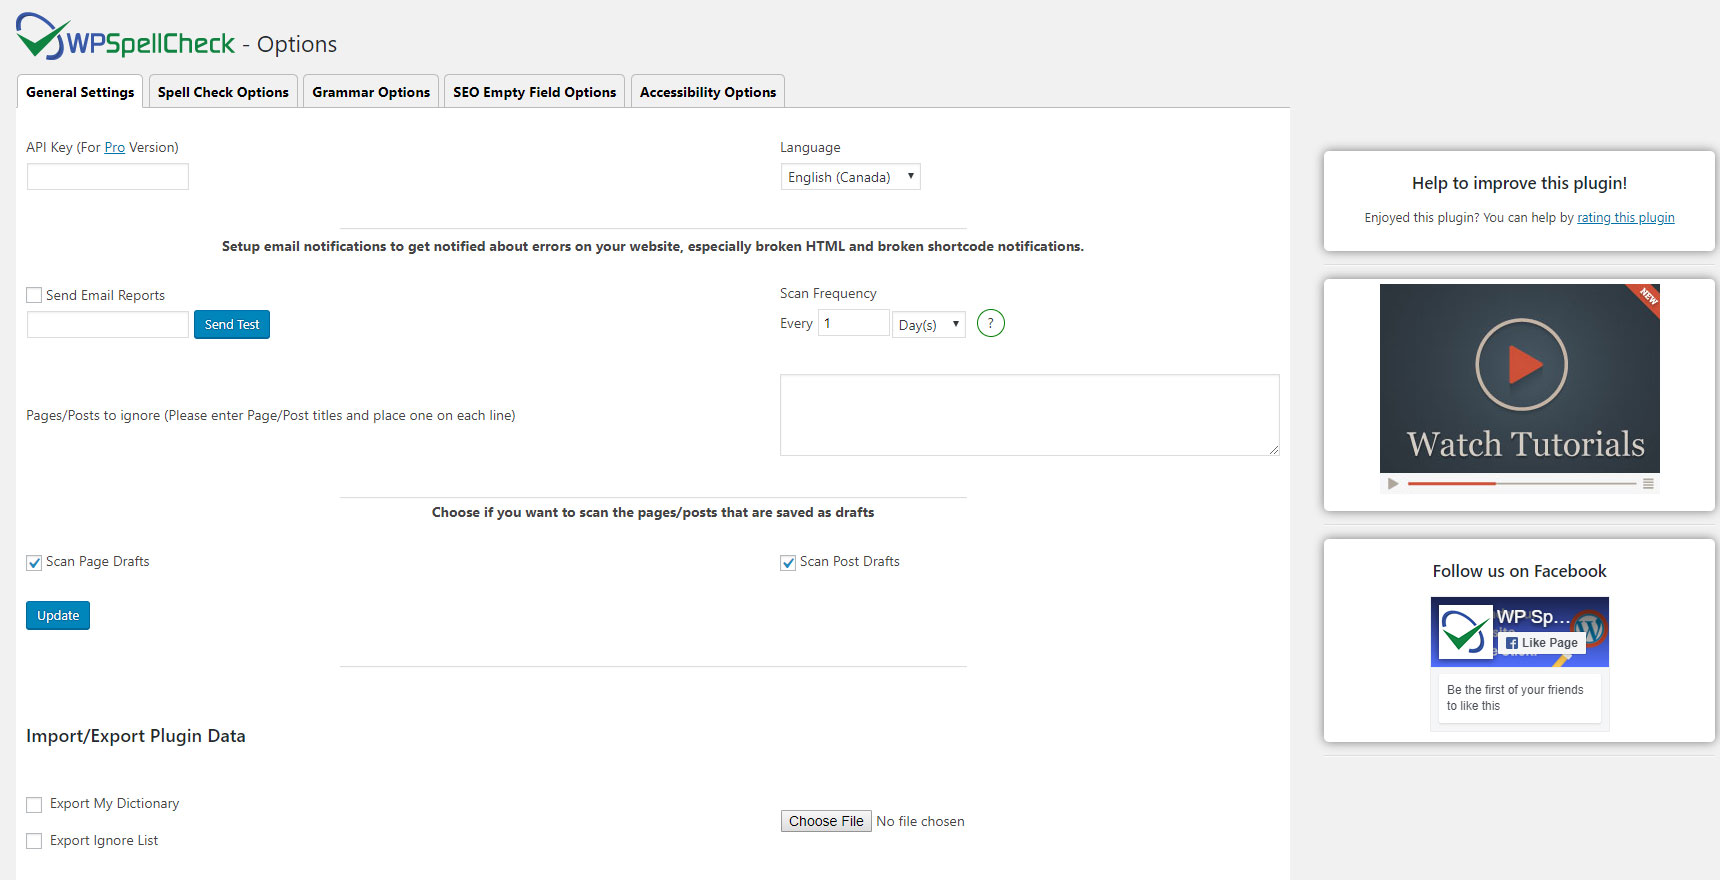 WPSpellCheck - Options
General Settings
Spell Check Options
Grammar Options
SEO Empty Field Options
Accessibility Options
API Key (For Pro Version)
Language
English (Canada)
Setup email notifications to get notified about errors on your website, especially broken HTML and broken shortcode notifications.
Send Email Reports
Send Test
Scan Frequency
Every 1 Day(s) ?
Pages/Posts to ignore (Please enter Page/Post titles and place one on each line)
Choose if you want to scan the pages/posts that are saved as drafts
Scan Page Drafts
Scan Post Drafts
Update
Import/Export Plugin Data
Export My Dictionary
Export Ignore List
Choose File No file chosen
Help to improve this plugin!
Enjoyed this plugin? You can help by rating this plugin
NEW
Watch Tutorials
Follow us on Facebook
WP Sp...
Like Page
Be the first of your friends
to like this